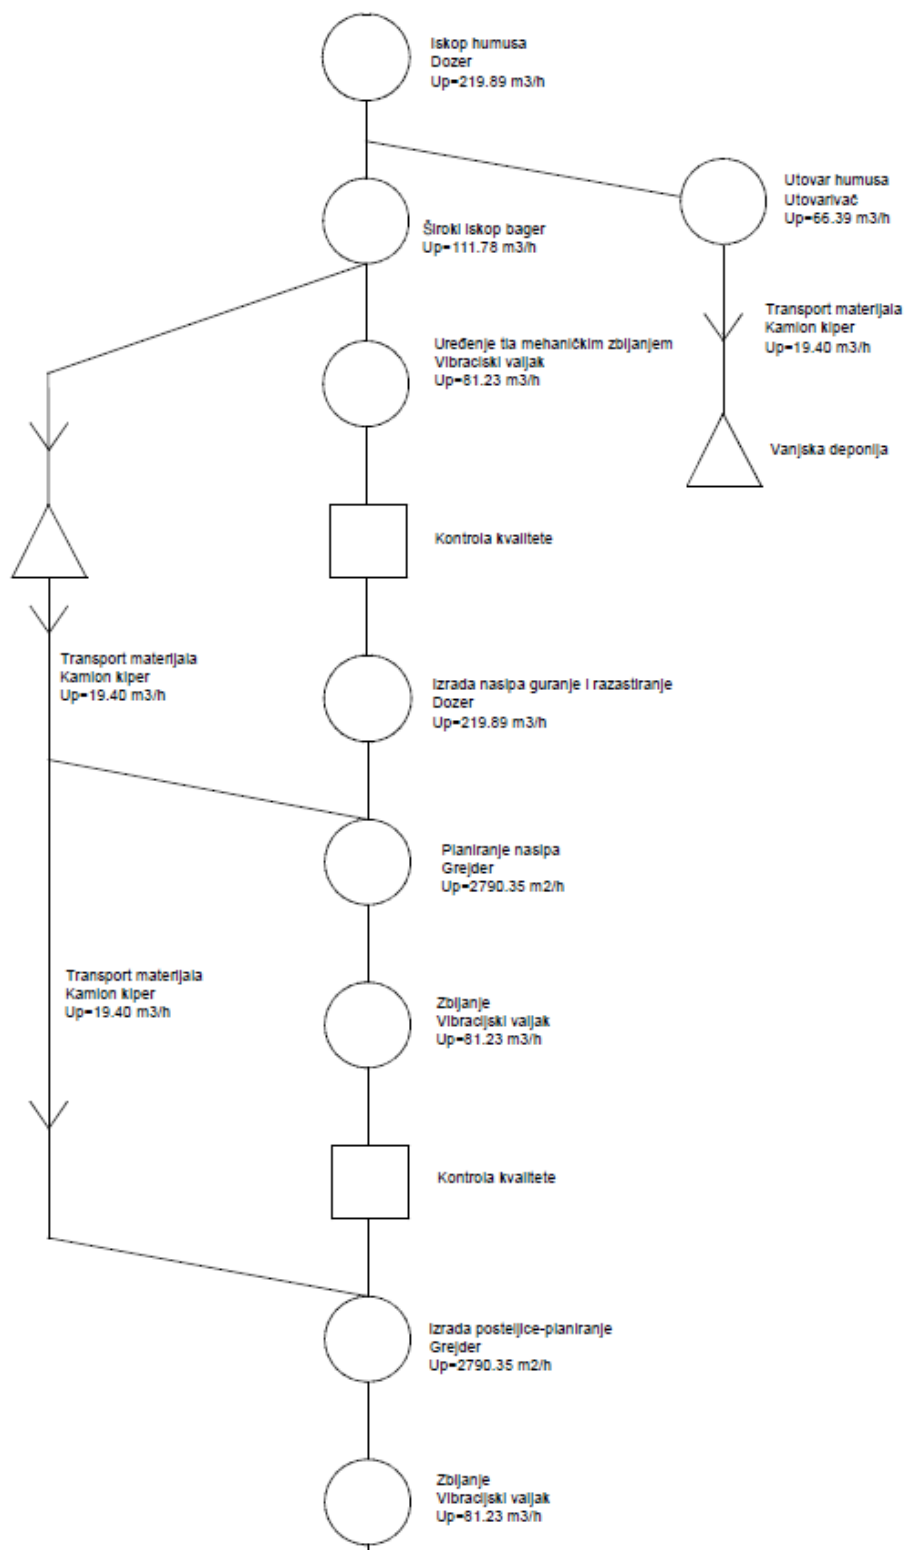 Iskop humusa
Dozer
Up=219.89 m3/h
Utovar humusa
Utovarivač
Up=66.39 m3/h
Široki iskop bager
Up=111.78 m3/h
Transport materijala
Kamion kiper
Up=19.40 m3/h
Uređenje tla mehaničkim zbijanjem
Vibraciski valjak
Up=81.23 m3/h
Vanjska deponija
Kontrola kvalitete
Transport materijala
Kamion kiper
Up=19.40 m3/h
Izrada nasipa guranje i razastiranje
Dozer
Up=219.89 m3/h
Planiranje nasipa
Grejder
Up=2790.35 m2/h
Transport materijala
Kamion kiper
Up=19.40 m3/h
Zbijanje
Vibracijski valjak
Up=81.23 m3/h
Kontrola kvalitete
Izrada posteljice-planiranje
Grejder
Up=2790.35 m2/h
Zbijanje
Vibracijski valjak
Up=81.23 m3/h